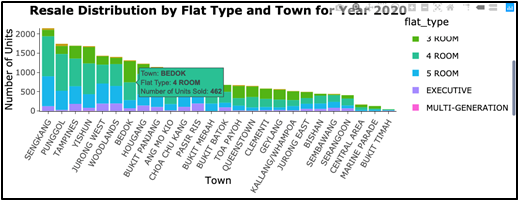 Resale Distribution by Flat Type and Town for Year 2020
flat_type
3 ROOM
4 ROOM
5 ROOM
EXECUTIVE
MULTI-GENERATION
Number of Units
2000
1500
1000
500
0
Town: BEDOK
Flat Type: 4 ROOM
Number of Units Sold: 462
SENGKANG
PUNGGOL
TAMPINES
YISHUN
JURONG WEST
WOODLANDS
BEDOK
HOUGANG
BUKIT PANJANG
ANG MO KIO
CHOA CHU KANG
PASIR RIS
BUKIT MERAH
BUKIT BATOK
TOA PAYOH
QUEENSTOWN
CLEMENTI
GEYLANG
KALLANG/WHAMPOA
JURONG EAST
BISHAN
SEMBAWANG
SERANGOON
CENTRAL AREA
MARINE PARADE
BUKIT TIMAH
Town